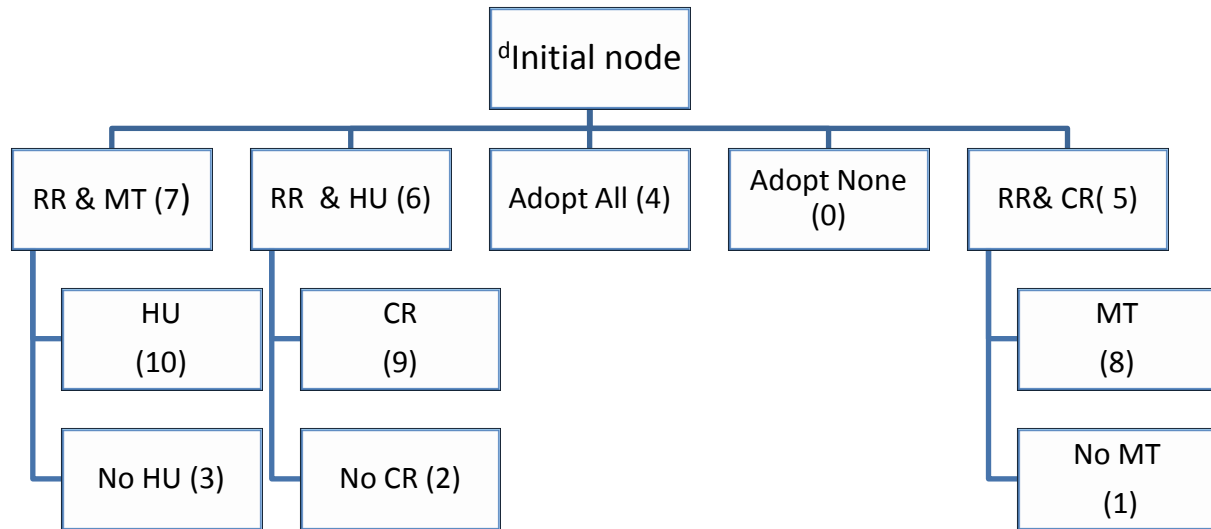 ᵈInitial node
RR & MT (7)
RR & HU (6)
Adopt All (4)
Adopt None
(0)
RR& CR( 5)
HU
(10)
CR
(9)
MT
(8)
No HU (3)
No CR (2)
No MT
(1)